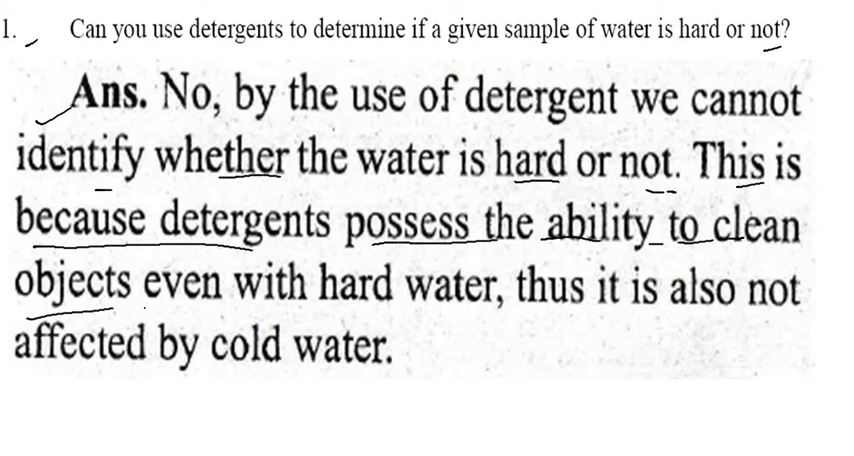 1. Can you use detergents to determine if a given sample of water is hard or not?
Ans. No, by the use of detergent we cannot
identify whether the water is hard or not. This is
because detergents possess the ability to clean
objects even with hard water, thus it is also not
affected by cold water.